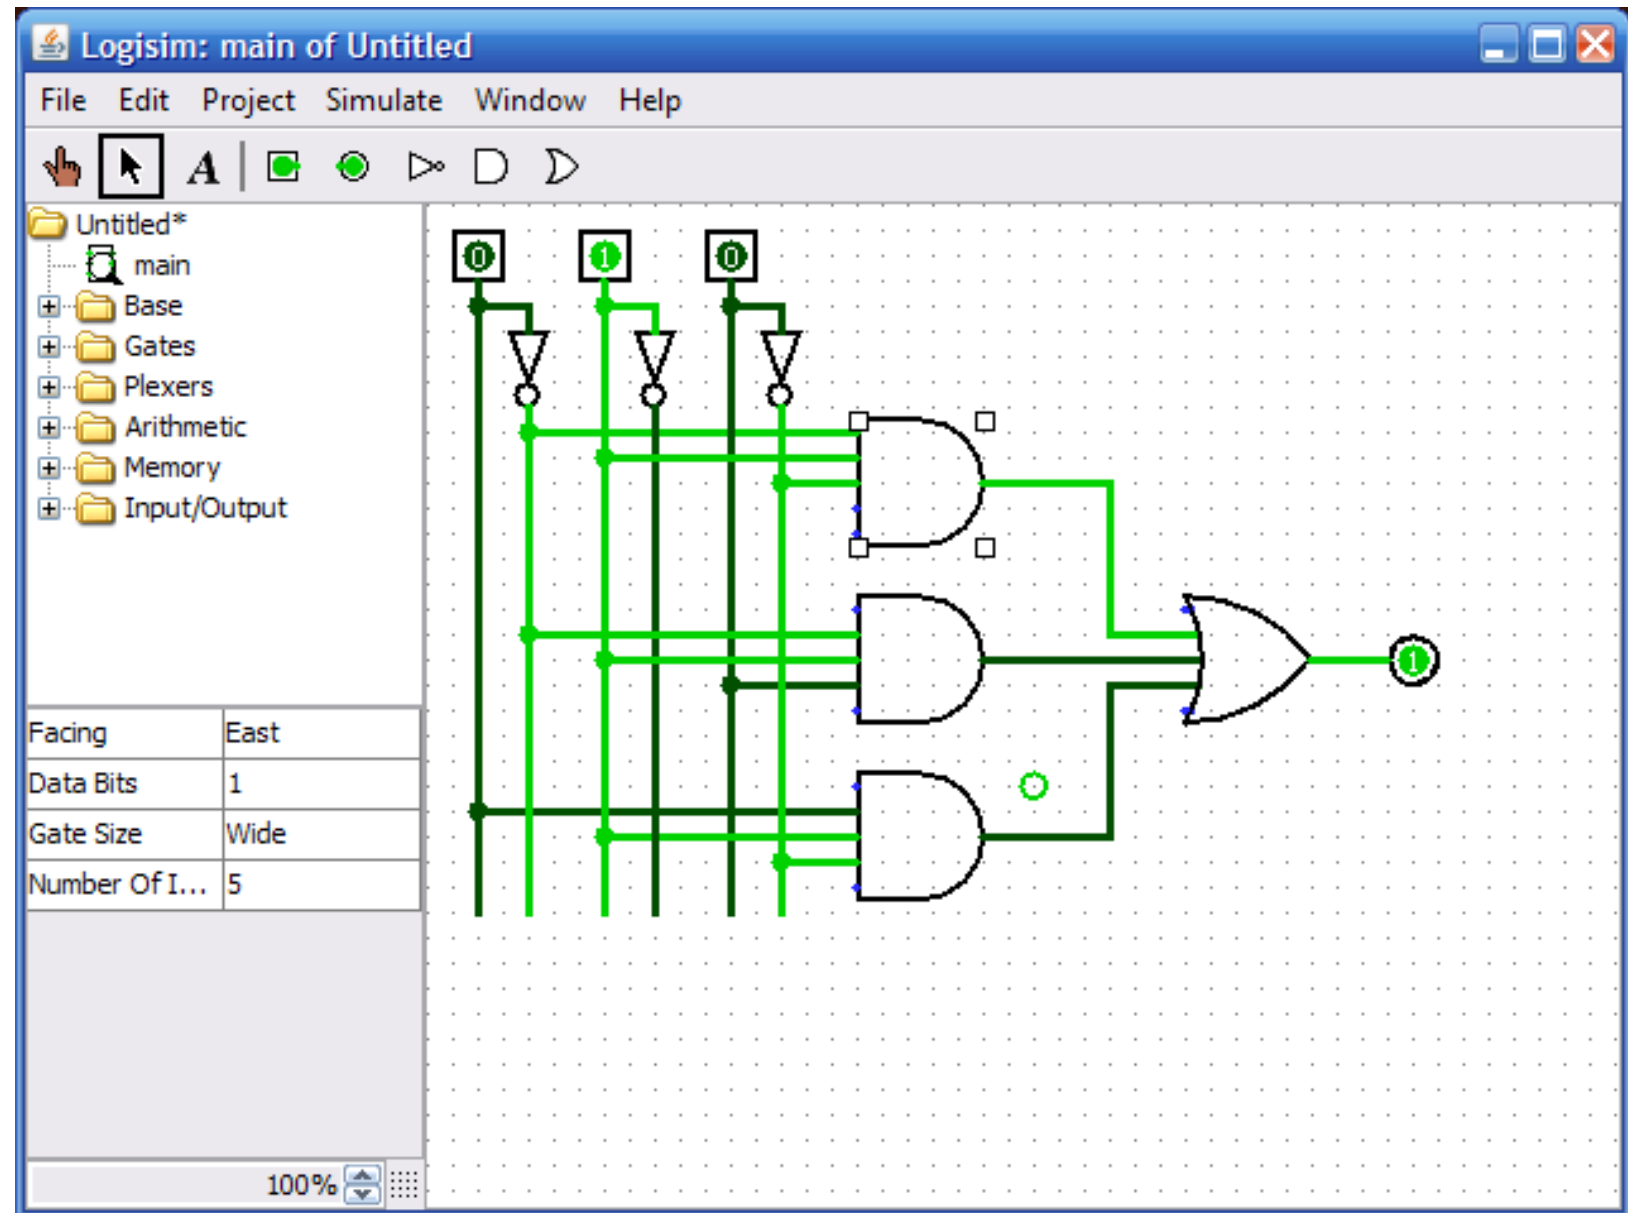 Logisim: main of Untitled
File Edit Project Simulate Window Help
A
Untitled*
main
Base
Gates
Plexers
Arithmetic
Memory
Input/Output
0 1 0
1
Facing East
Data Bits 1
Gate Size Wide
Number Of I... 5
100%